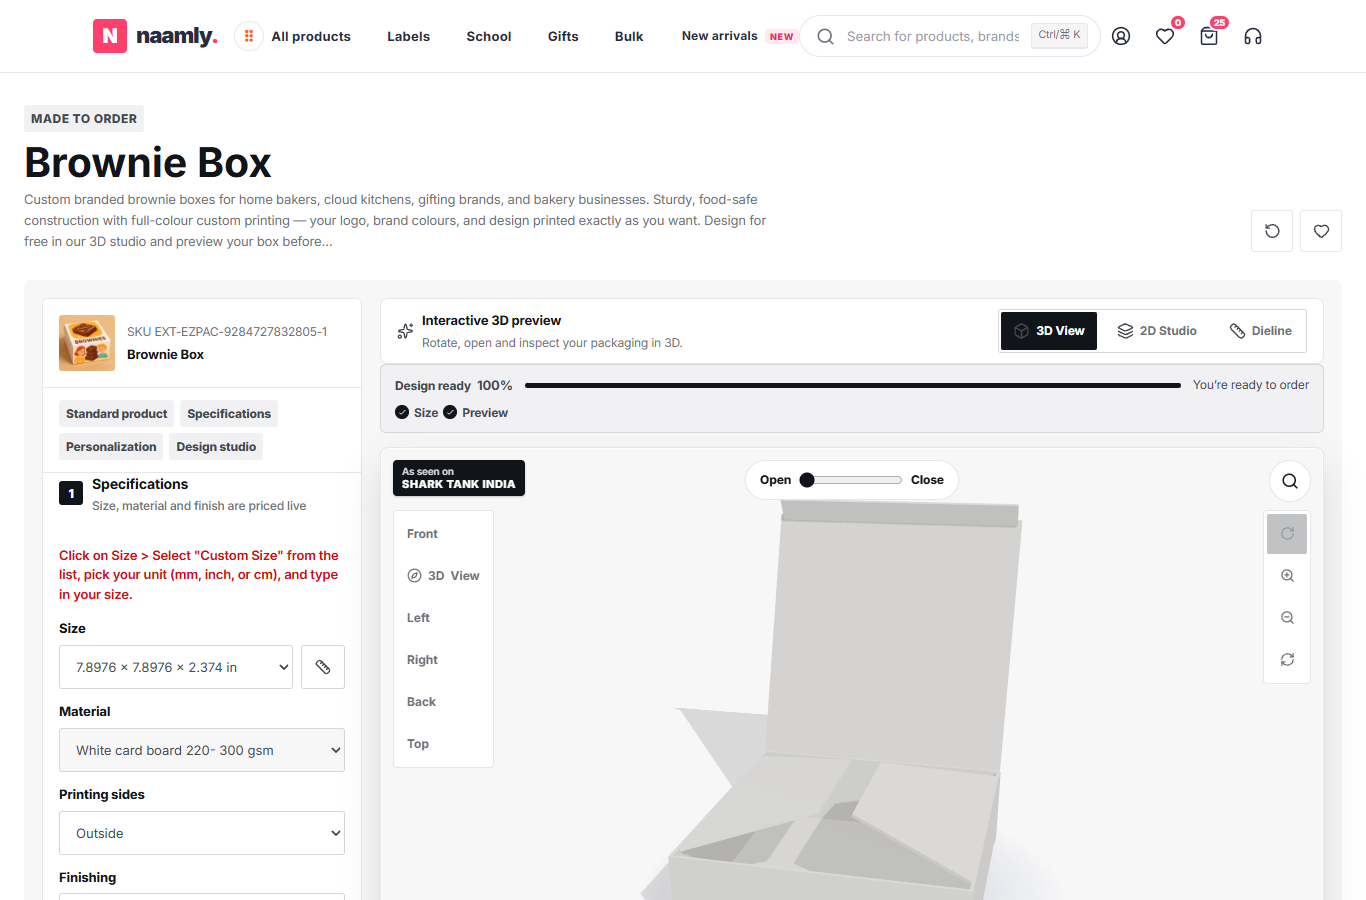 N naamly.
All products
Labels
School
Gifts
Bulk
New arrivals NEW
Search for products, brands
Ctrl/⌘ K
0
25
MADE TO ORDER
Brownie Box
Custom branded brownie boxes for home bakers, cloud kitchens, gifting brands, and bakery businesses. Sturdy, food-safe
construction with full-colour custom printing — your logo, brand colours, and design printed exactly as you want. Design for
free in our 3D studio and preview your box before...
BROWNIES
SKU EXT-EZPAC-9284727832805-1
Brownie Box
Standard product
Specifications
Personalization
Design studio
1
Specifications
Size, material and finish are priced live
Click on Size > Select "Custom Size" from the
list, pick your unit (mm, inch, or cm), and type
in your size.
Size
7.8976 × 7.8976 × 2.374 in
Material
White card board 220- 300 gsm
Printing sides
Outside
Finishing
Interactive 3D preview
Rotate, open and inspect your packaging in 3D.
3D View
2D Studio
Dieline
Design ready 100%
You're ready to order
Size
Preview
As seen on
SHARK TANK INDIA
Open
Close
Front
3D View
Left
Right
Back
Top